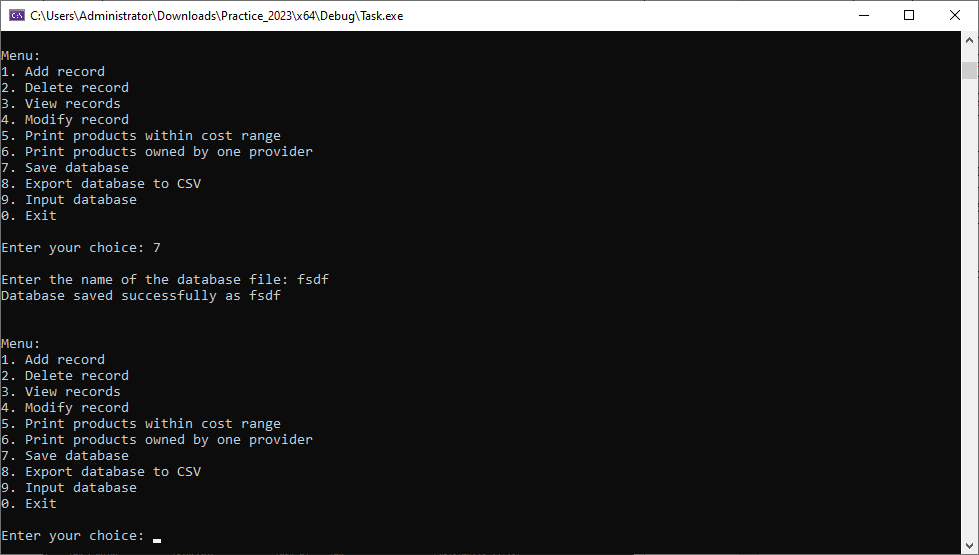 C:\Users\Administrator\Downloads\Practice_2023\x64\Debug\Task.exe
Menu:
1. Add record
2. Delete record
3. View records
4. Modify record
5. Print products within cost range
6. Print products owned by one provider
7. Save database
8. Export database to CSV
9. Input database
0. Exit
Enter your choice: 7
Enter the name of the database file: fsdf
Database saved successfully as fsdf
Menu:
1. Add record
2. Delete record
3. View records
4. Modify record
5. Print products within cost range
6. Print products owned by one provider
7. Save database
8. Export database to CSV
9. Input database
0. Exit
Enter your choice: